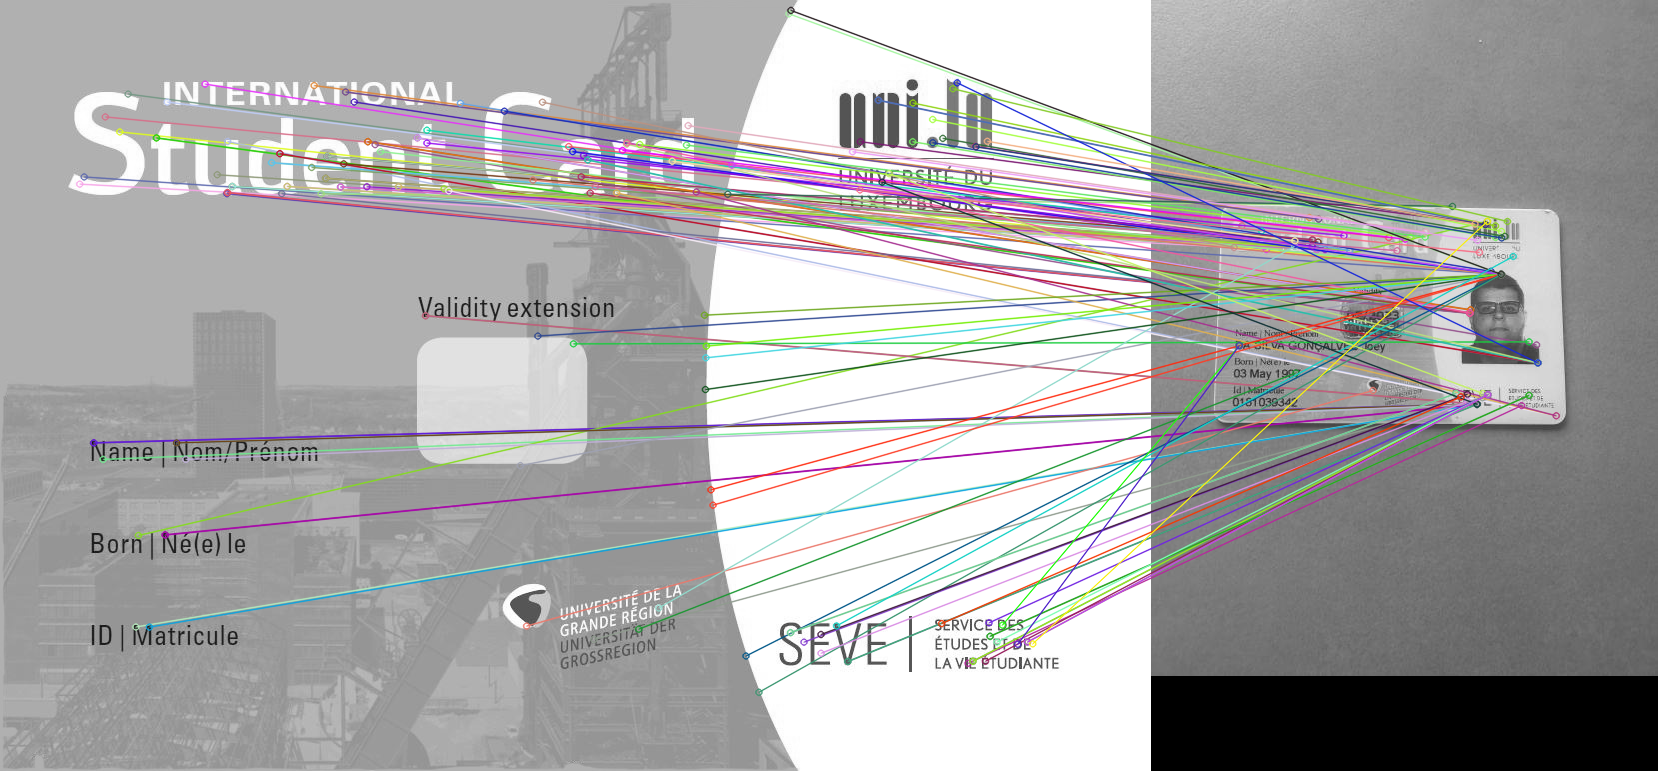 INTERNATIONAL
Student Card
uni.lu
UNIVERSITÉ DU
LUXEMBOURG
Validity extension
Name | Nom/Prénom
Born | Né(e) le
ID | Matricule
UNIVERSITÉ DE LA
GRANDE RÉGION
UNIVERSITÄT DER
GROSSREGION
SEVE
SERVICE DES
ÉTUDES ET DE
LA VIE ÉTUDIANTE
Name | Nom/Prénom
DA SILVA GONÇALVES Joey
Born | Né(e) le
03 May 1997
Id | Matricule
SERVICE DES